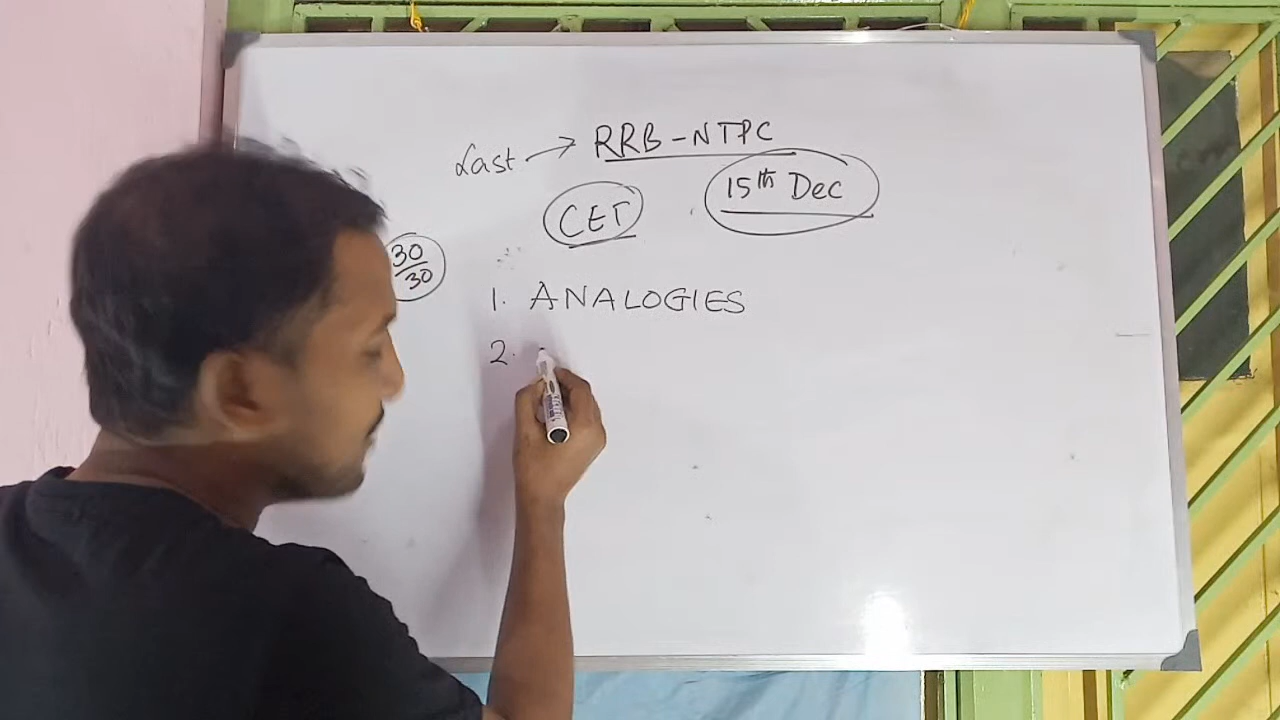 Last → RRB-NTPC
CET 15th Dec
30/30
1. ANALOGIES
2.